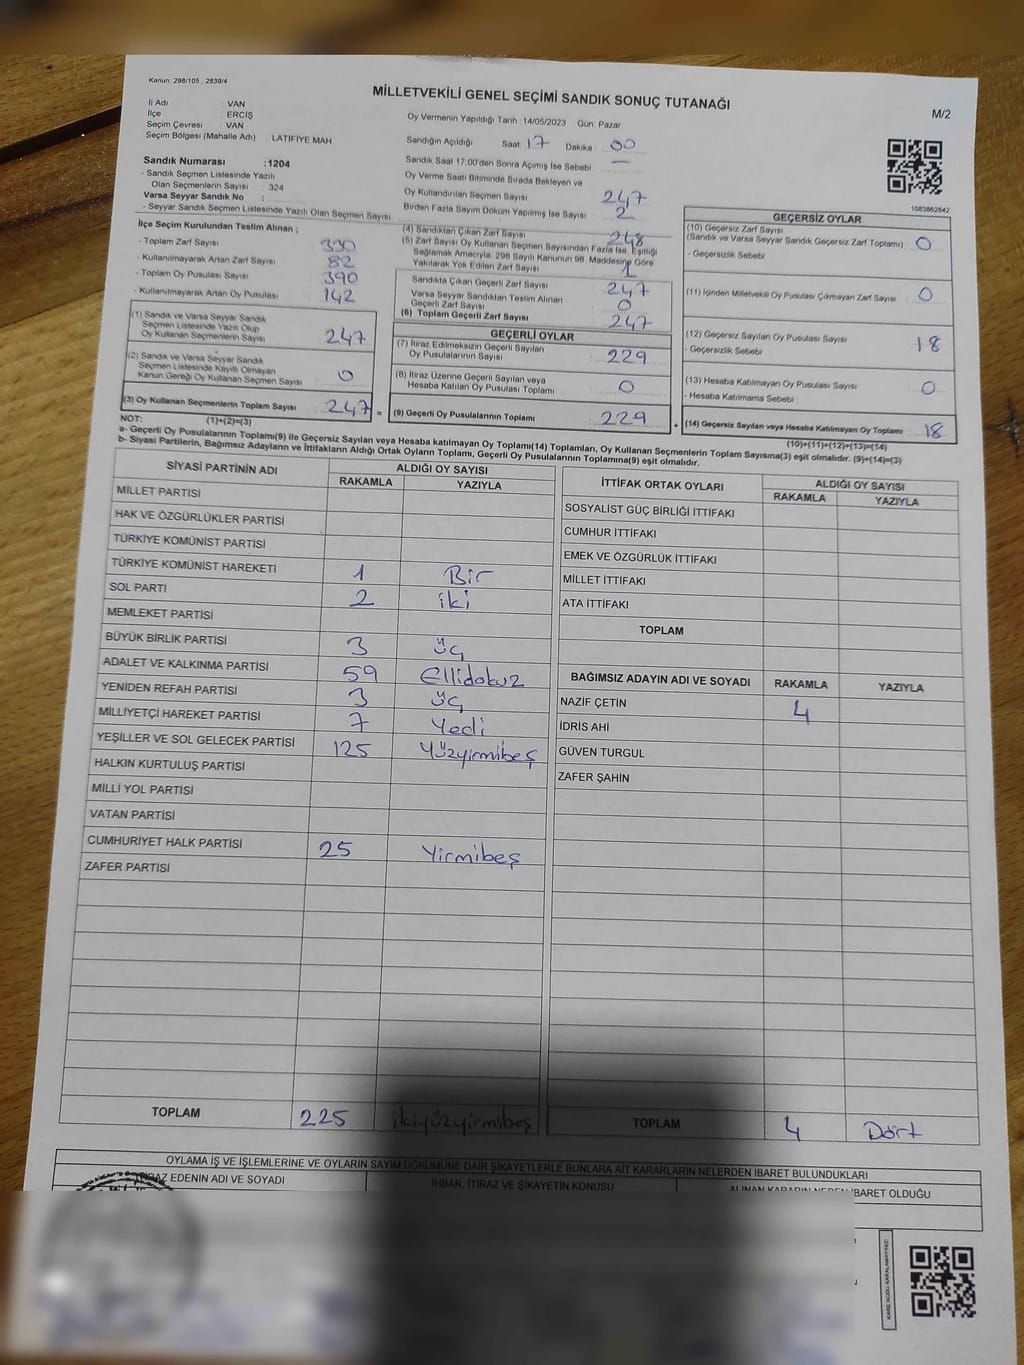 Kanun; 298/105 , 2839/4
MİLLETVEKİLİ GENEL SEÇİMİ SANDIK SONUÇ TUTANAĞI
M/2
İl Adı : VAN
İlçe : ERCİŞ
Seçim Çevresi : VAN
Seçim Bölgesi (Mahalle Adı) : LATİFİYE MAH
Oy Vermenin Yapıldığı Tarih : 14/05/2023 Gün: Pazar
Sandığın Açıldığı Saat : 17 Dakika : 00
Sandık Saat 17:00'den Sonra Açımış İse Sebebi : —
Oy Verme Saati Bitiminde Sırada Bekleyen ve
Oy Kullandırılan Seçmen Sayısı 247
Birden Fazla Sayım Döküm Yapılmış İse Sayısı : 2
Sandık Numarası : 1204
- Sandık Seçmen Listesinde Yazılı
Olan Seçmenlerin Sayısı : 324
Varsa Seyyar Sandık No :
- Seyyar Sandık Seçmen Listesinde Yazılı Olan Seçmen Sayısı :
1083862842
İlçe Seçim Kurulundan Teslim Alınan ;
- Toplam Zarf Sayısı : 330
- Kullanılmayarak Artan Zarf Sayısı : 82
- Toplam Oy Pusulası Sayısı : 390
- Kullanılmayarak Artan Oy Pusulası : 142
(1) Sandık ve Varsa Seyyar Sandık
Seçmen Listesinde Yazılı Olup
Oy Kullanan Seçmenlerin Sayısı : 247
(2) Sandık ve Varsa Seyyar Sandık
Seçmen Listesinde Kayıtlı Olmayan
Kanun Gereği Oy Kullanan Seçmen Sayısı : 0
(3) Oy Kullanan Seçmenlerin Toplam Sayısı : 247 =
(4) Sandıktan Çıkan Zarf Sayısı : 248
(5) Zarf Sayısı Oy Kullanan Seçmen Sayısından Fazla İse, Eşitliği
Sağlamak Amacıyla, 298 Sayılı Kanunun 98. Maddesine Göre
Yakılarak Yok Edilen Zarf Sayısı : 1
Sandıkta Çıkan Geçerli Zarf Sayısı : 247
Varsa Seyyar Sandıktan Teslim Alınan
Geçerli Zarf Sayısı : 0
(6) Toplam Geçerli Zarf Sayısı : 247
GEÇERLİ OYLAR
(7) İtiraz Edilmeksizin Geçerli Sayılan
Oy Pusulalarının Sayısı : 229
(8) İtiraz Üzerine Geçerli Sayılan veya
Hesaba Katılan Oy Pusulası Toplamı : 0
(9) Geçerli Oy Pusulalarının Toplamı : 229 +
GEÇERSİZ OYLAR
(10) Geçersiz Zarf Sayısı
(Sandık ve Varsa Seyyar Sandık Geçersiz Zarf Toplamı) : 0
- Geçersizlik Sebebi :
(11) İçinden Milletvekili Oy Pusulası Çıkmayan Zarf Sayısı : 0
(12) Geçersiz Sayılan Oy Pusulası Sayısı : 18
- Geçersizlik Sebebi :
(13) Hesaba Katılmayan Oy Pusulası Sayısı : 0
- Hesaba Katılmama Sebebi :
(14) Geçersiz Sayılan veya Hesaba Katılmayan Oy Toplamı : 18
NOT: (1)+(2)=(3)
(10)+(11)+(12)+(13)=(14)
a- Geçerli Oy Pusulalarının Toplamı(9) ile Geçersiz Sayılan veya Hesaba katılmayan Oy Toplamı(14) Toplamları, Oy Kullanan Seçmenlerin Toplam Sayısına(3) eşit olmalıdır. (9)+(14)=(3)
b- Siyasi Partilerin, Bağımsız Adayların ve İttifakların Aldığı Ortak Oyların Toplamı, Geçerli Oy Pusulalarının Toplamına(9) eşit olmalıdır.
SİYASİ PARTİNİN ADI ALDIĞI OY SAYISI
RAKAMLA YAZIYLA
MİLLET PARTİSİ
HAK VE ÖZGÜRLÜKLER PARTİSİ
TÜRKİYE KOMÜNİST PARTİSİ
TÜRKİYE KOMÜNİST HAREKETİ 1 Bir
SOL PARTİ 2 iki
MEMLEKET PARTİSİ
BÜYÜK BİRLİK PARTİSİ 3 üç
ADALET VE KALKINMA PARTİSİ 59 Ellidokuz
YENİDEN REFAH PARTİSİ 3 üç
MİLLİYETÇİ HAREKET PARTİSİ 7 Yedi
YEŞİLLER VE SOL GELECEK PARTİSİ 125 Yüzyirmibeş
HALKIN KURTULUŞ PARTİSİ
MİLLİ YOL PARTİSİ
VATAN PARTİSİ
CUMHURİYET HALK PARTİSİ 25 Yirmibeş
ZAFER PARTİSİ
TOPLAM 225 ikiyüzyirmibeş
İTTİFAK ORTAK OYLARI ALDIĞI OY SAYISI
RAKAMLA YAZIYLA
SOSYALİST GÜÇ BİRLİĞİ İTTİFAKI
CUMHUR İTTİFAKI
EMEK VE ÖZGÜRLÜK İTTİFAKI
MİLLET İTTİFAKI
ATA İTTİFAKI
TOPLAM
BAĞIMSIZ ADAYIN ADI VE SOYADI RAKAMLA YAZIYLA
NAZİF ÇETİN 4
İDRİS AHİ
GÜVEN TURGUL
ZAFER ŞAHİN
TOPLAM 4 Dört
OYLAMA İŞ VE İŞLEMLERİNE VE OYLARIN SAYIM DÖKÜMÜNE DAİR ŞİKAYETLERLE BUNLARA AİT KARARLARIN NELERDEN İBARET BULUNDUKLARI
İTİRAZ EDENİN ADI VE SOYADI İHBAR, İTİRAZ VE ŞİKAYETİN KONUSU ALINAN KARARIN NEDEN İBARET OLDUĞU
KARE KODU KARALAMAYINIZ!